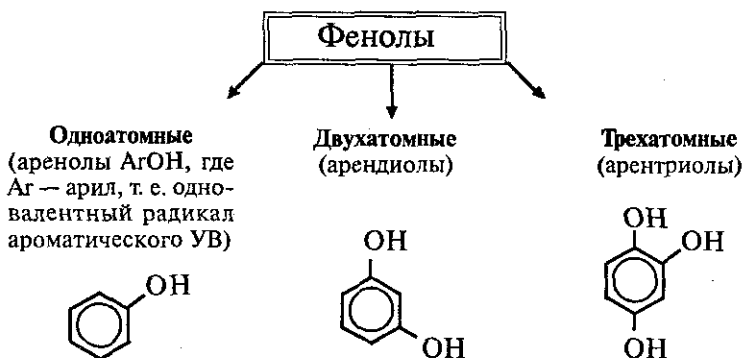 Фенолы
Одноатомные
(аренолы ArOH, где
Ar — арил, т. е. одно-
валентный радикал
ароматического УВ)
OH
Двухатомные
(арендиолы)
OH
OH
Трехатомные
(арентриолы)
OH
OH
OH